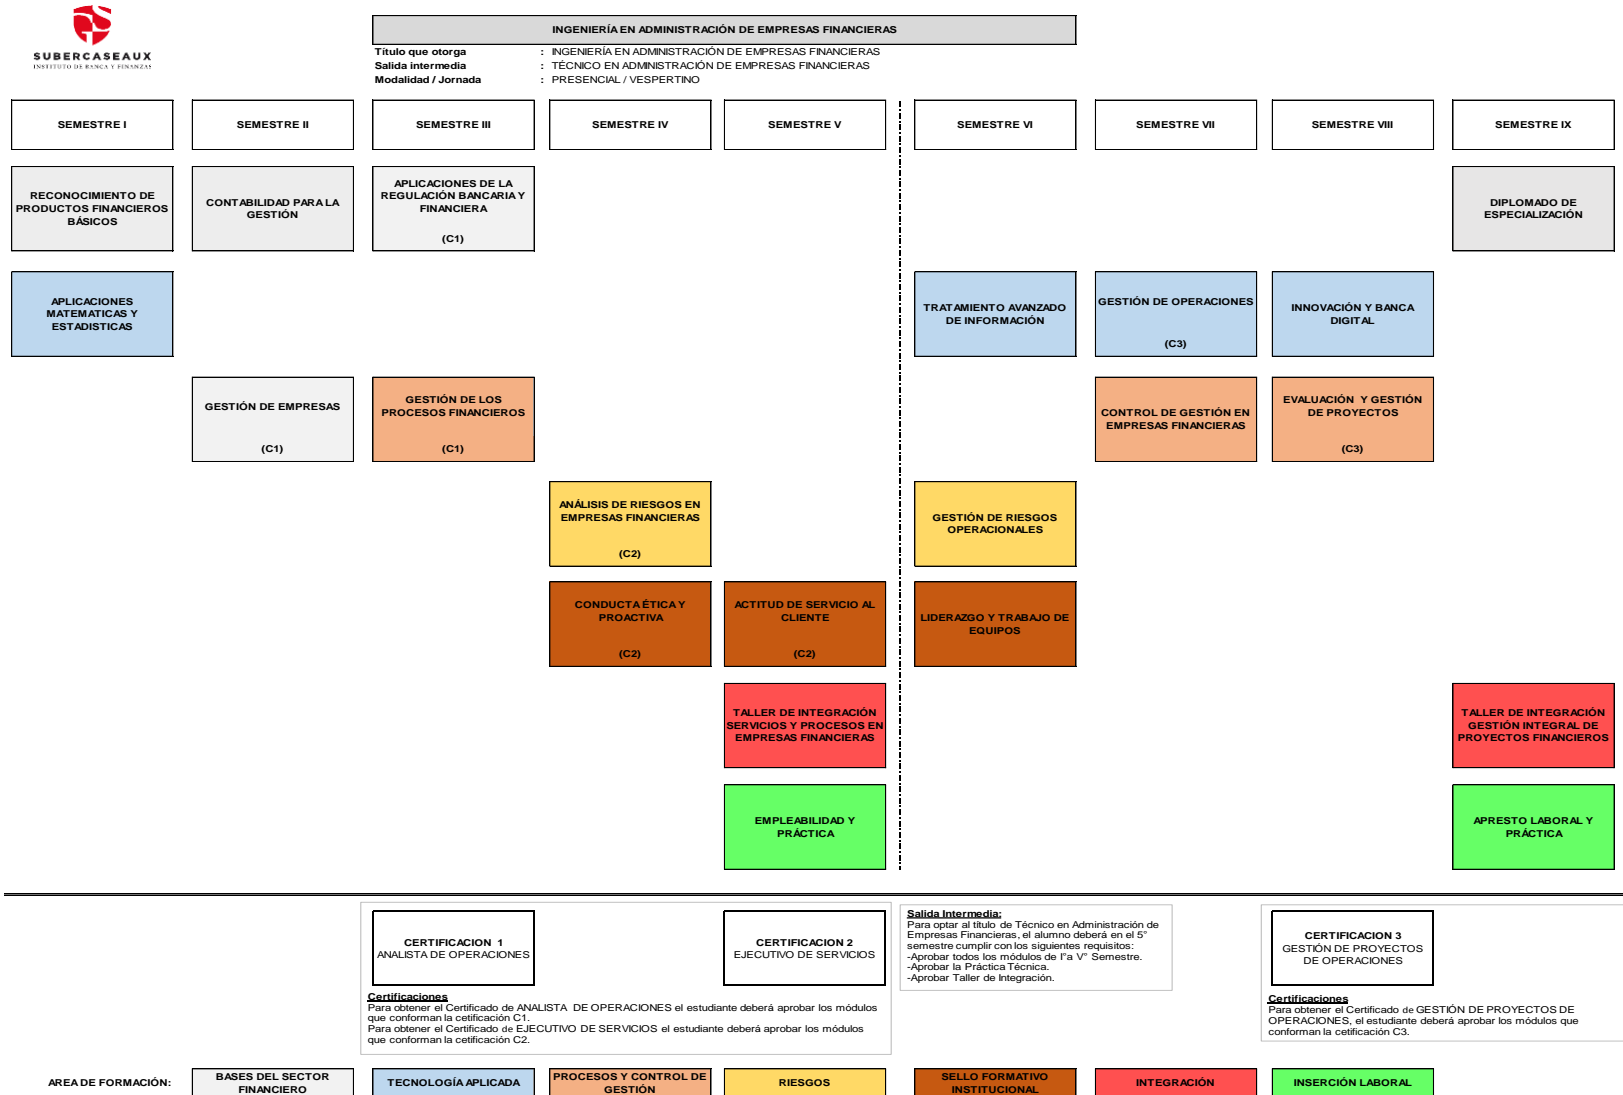 SUBERCASEAUX
INSTITUTO DE BANCA Y FINANZAS
INGENIERÍA EN ADMINISTRACIÓN DE EMPRESAS FINANCIERAS
Título que otorga : INGENIERÍA EN ADMINISTRACIÓN DE EMPRESAS FINANCIERAS
Salida intermedia : TÉCNICO EN ADMINISTRACIÓN DE EMPRESAS FINANCIERAS
Modalidad / Jornada : PRESENCIAL / VESPERTINO
SEMESTRE I
SEMESTRE II
SEMESTRE III
SEMESTRE IV
SEMESTRE V
SEMESTRE VI
SEMESTRE VII
SEMESTRE VIII
SEMESTRE IX
RECONOCIMIENTO DE
PRODUCTOS FINANCIEROS
BÁSICOS
CONTABILIDAD PARA LA
GESTIÓN
APLICACIONES DE LA
REGULACIÓN BANCARIA Y
FINANCIERA
(C1)
DIPLOMADO DE
ESPECIALIZACIÓN
APLICACIONES
MATEMATICAS Y
ESTADISTICAS
TRATAMIENTO AVANZADO
DE INFORMACIÓN
GESTIÓN DE OPERACIONES
(C3)
INNOVACIÓN Y BANCA
DIGITAL
GESTIÓN DE EMPRESAS
(C1)
GESTIÓN DE LOS
PROCESOS FINANCIEROS
(C1)
CONTROL DE GESTIÓN EN
EMPRESAS FINANCIERAS
EVALUACIÓN Y GESTIÓN
DE PROYECTOS
(C3)
ANÁLISIS DE RIESGOS EN
EMPRESAS FINANCIERAS
(C2)
GESTIÓN DE RIESGOS
OPERACIONALES
CONDUCTA ÉTICA Y
PROACTIVA
(C2)
ACTITUD DE SERVICIO AL
CLIENTE
(C2)
LIDERAZGO Y TRABAJO DE
EQUIPOS
TALLER DE INTEGRACIÓN
SERVICIOS Y PROCESOS EN
EMPRESAS FINANCIERAS
TALLER DE INTEGRACIÓN
GESTIÓN INTEGRAL DE
PROYECTOS FINANCIEROS
EMPLEABILIDAD Y
PRÁCTICA
APRESTO LABORAL Y
PRÁCTICA
CERTIFICACION 1
ANALISTA DE OPERACIONES
CERTIFICACION 2
EJECUTIVO DE SERVICIOS
Certificaciones
Para obtener el Certificado de ANALISTA DE OPERACIONES el estudiante deberá aprobar los módulos
que conforman la cetificación C1.
Para obtener el Certificado de EJECUTIVO DE SERVICIOS el estudiante deberá aprobar los módulos
que conforman la cetificación C2.
Salida Intermedia:
Para optar al título de Técnico en Administración de
Empresas Financieras, el alumno deberá en el 5°
semestre cumplir con los siguientes requisitos:
-Aprobar todos los módulos de I°a V° Semestre.
-Aprobar la Práctica Técnica.
-Aprobar Taller de Integración.
CERTIFICACION 3
GESTIÓN DE PROYECTOS
DE OPERACIONES
Certificaciones
Para obtener el Certificado de GESTIÓN DE PROYECTOS DE
OPERACIONES, el estudiante deberá aprobar los módulos que
conforman la cetificación C3.
AREA DE FORMACIÓN:
BASES DEL SECTOR
FINANCIERO
TECNOLOGÍA APLICADA
PROCESOS Y CONTROL DE
GESTIÓN
RIESGOS
SELLO FORMATIVO
INSTITUCIONAL
INTEGRACIÓN
INSERCIÓN LABORAL